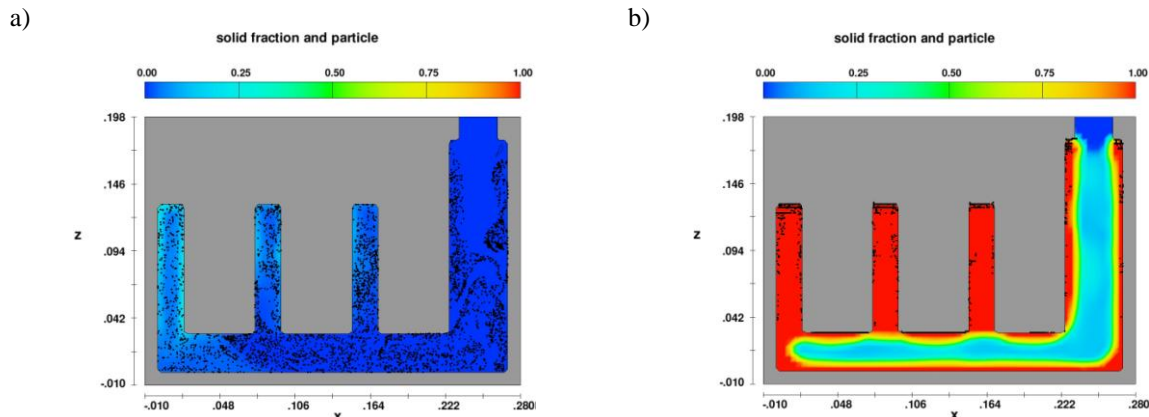 a)
solid fraction and particle
0.00 0.25 0.50 0.75 1.00
.198
.146
z
.094
.042
-.010
-.010 .048 .106 .164 .222 .280
x
b)
solid fraction and particle
0.00 0.25 0.50 0.75 1.00
.198
.146
z
.094
.042
-.010
-.010 .048 .106 .164 .222 .280
x